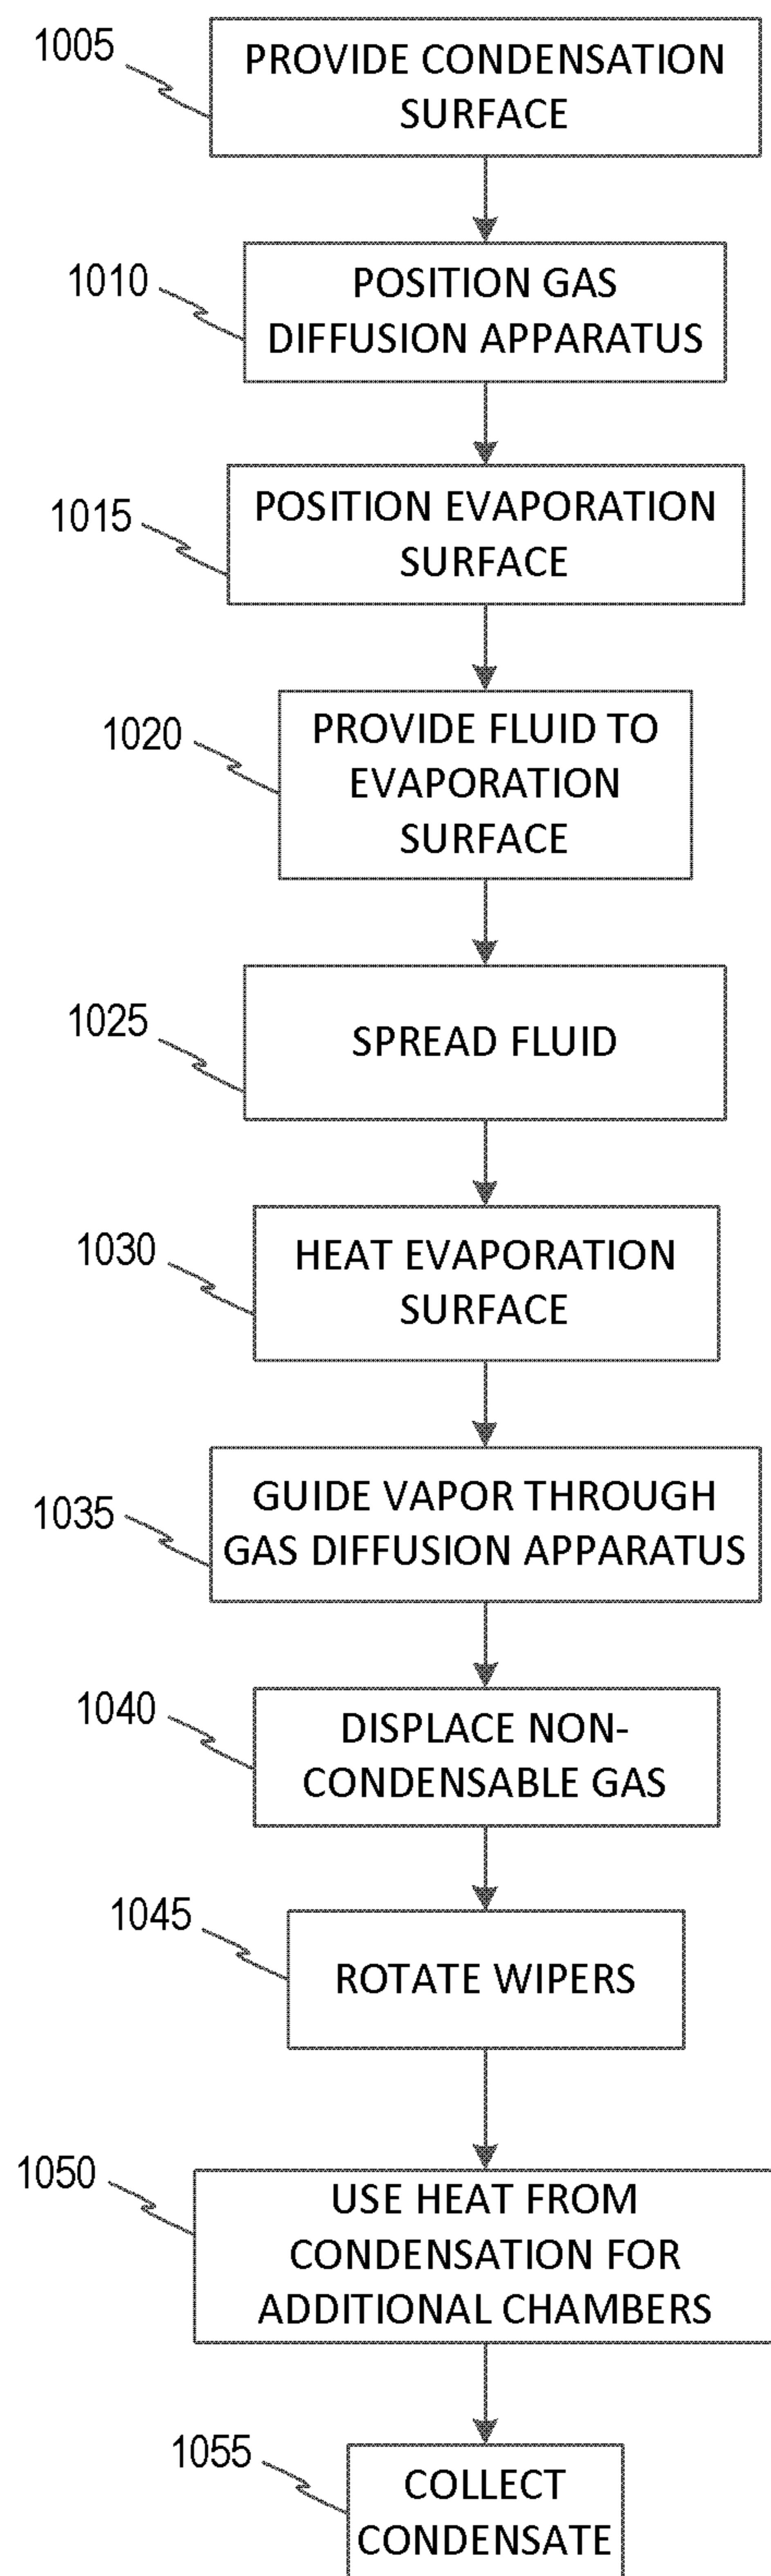 1005
PROVIDE CONDENSATION
SURFACE
1010
POSITION GAS
DIFFUSION APPARATUS
1015
POSITION EVAPORATION
SURFACE
1020
PROVIDE FLUID TO
EVAPORATION
SURFACE
1025
SPREAD FLUID
1030
HEAT EVAPORATION
SURFACE
1035
GUIDE VAPOR THROUGH
GAS DIFFUSION APPARATUS
1040
DISPLACE NON-
CONDENSABLE GAS
1045
ROTATE WIPERS
1050
USE HEAT FROM
CONDENSATION FOR
ADDITIONAL CHAMBERS
1055
COLLECT
CONDENSATE